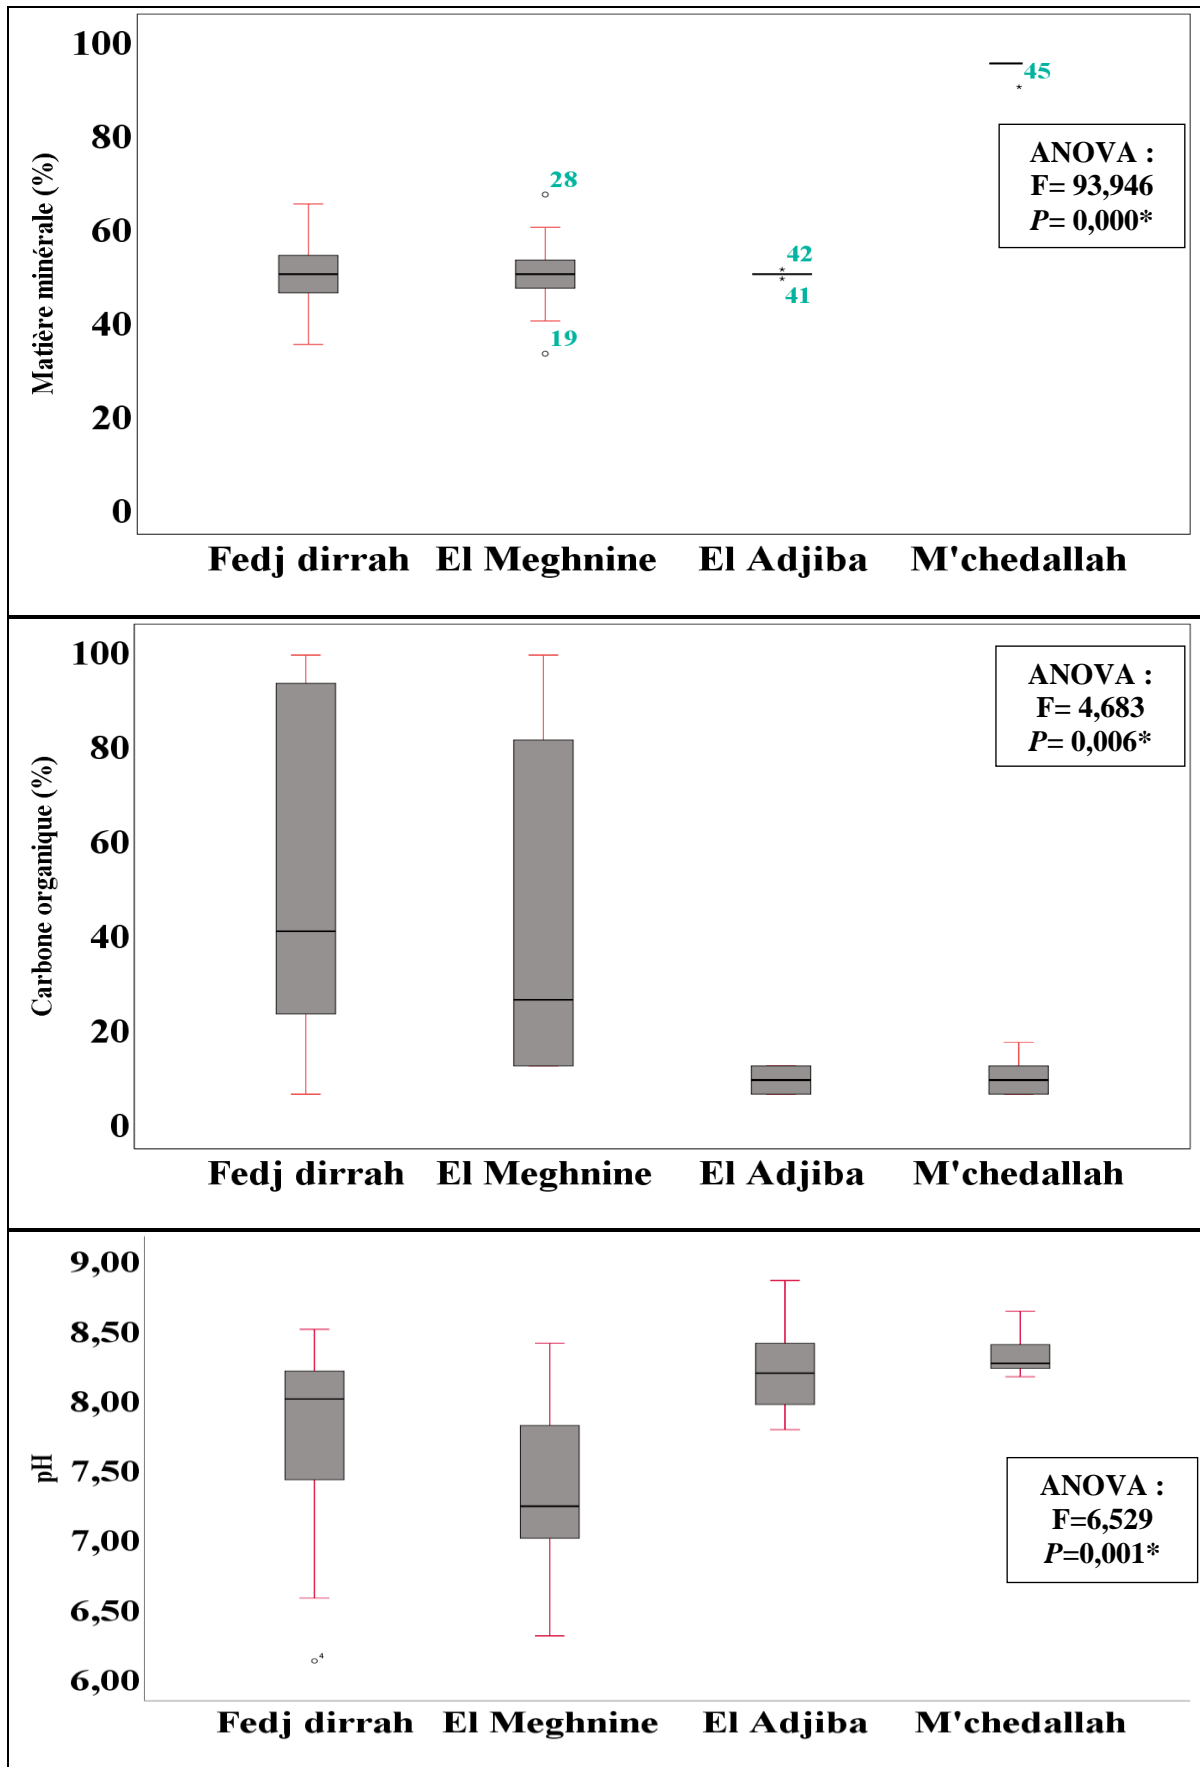 100
80
60
40
20
0
Matière minérale (%)
28
19
42
41
45
ANOVA :
F= 93,946
P= 0,000*
Fedj dirrah El Meghnine El Adjiba M'chedallah
100
80
60
40
20
0
Carbone organique (%)
ANOVA :
F= 4,683
P= 0,006*
Fedj dirrah El Meghnine El Adjiba M'chedallah
9,00
8,50
8,00
7,50
7,00
6,50
6,00
pH
4
ANOVA :
F=6,529
P=0,001*
Fedj dirrah El Meghnine El Adjiba M'chedallah